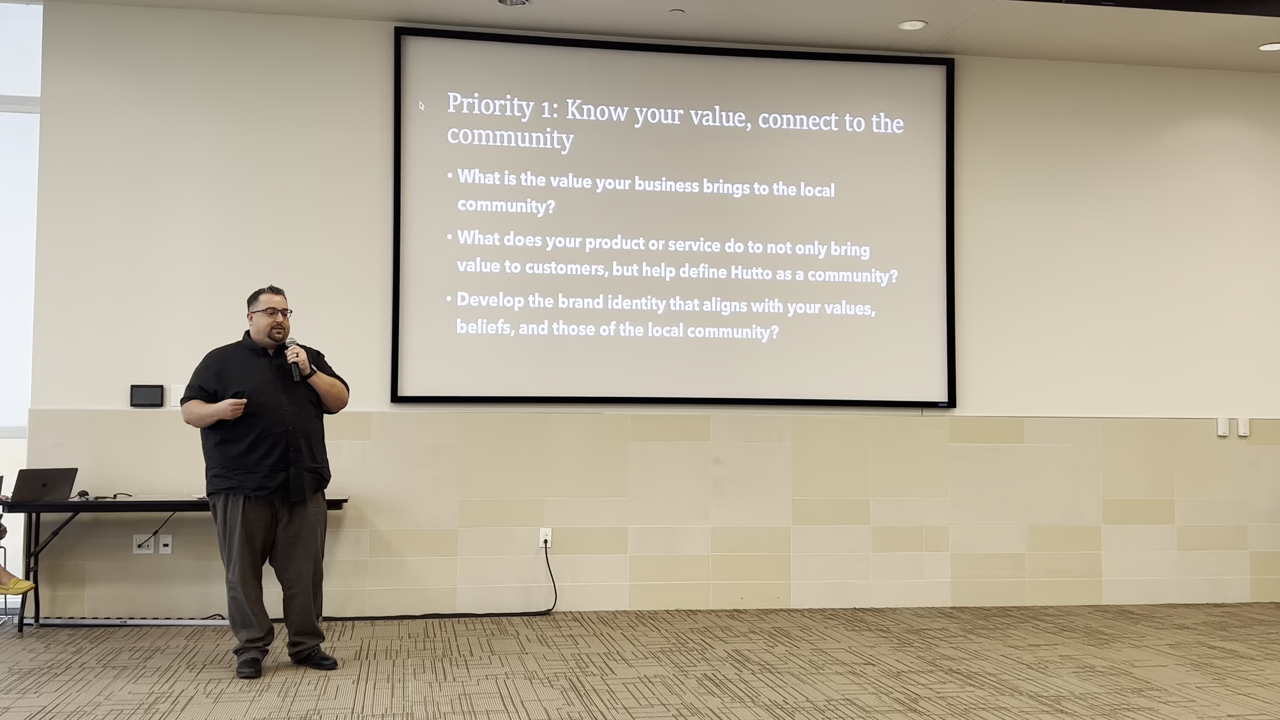 Priority 1: Know your value, connect to the
community
• What is the value your business brings to the local
community?
• What does your product or service do to not only bring
value to customers, but help define Hutto as a community?
• Develop the brand identity that aligns with your values,
beliefs, and those of the local community?